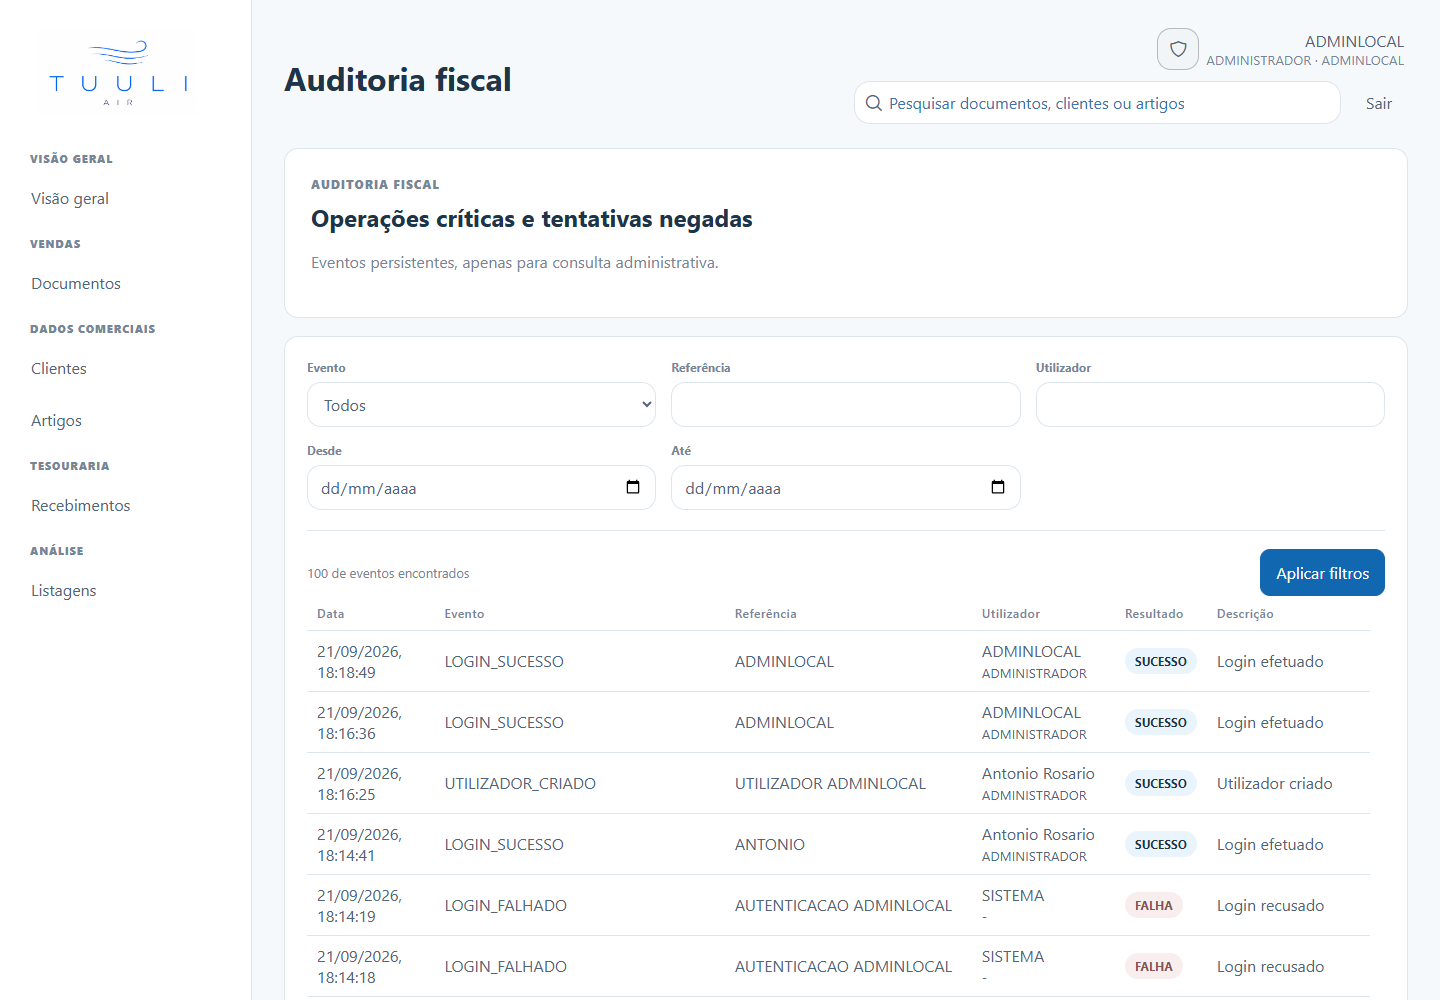 TUULI
AIR
VISÃO GERAL
Visão geral
VENDAS
Documentos
DADOS COMERCIAIS
Clientes
Artigos
TESOURARIA
Recebimentos
ANÁLISE
Listagens
Auditoria fiscal
ADMINLOCAL
ADMINISTRADOR · ADMINLOCAL
Pesquisar documentos, clientes ou artigos
Sair
AUDITORIA FISCAL
Operações críticas e tentativas negadas
Eventos persistentes, apenas para consulta administrativa.
Evento Referência Utilizador
Todos
Desde Até
dd/mm/aaaa dd/mm/aaaa
100 de eventos encontrados
Aplicar filtros
Data Evento Referência Utilizador Resultado Descrição
21/09/2026, 18:18:49 LOGIN_SUCESSO ADMINLOCAL ADMINLOCAL ADMINISTRADOR SUCESSO Login efetuado
21/09/2026, 18:16:36 LOGIN_SUCESSO ADMINLOCAL ADMINLOCAL ADMINISTRADOR SUCESSO Login efetuado
21/09/2026, 18:16:25 UTILIZADOR_CRIADO UTILIZADOR ADMINLOCAL Antonio Rosario ADMINISTRADOR SUCESSO Utilizador criado
21/09/2026, 18:14:41 LOGIN_SUCESSO ANTONIO Antonio Rosario ADMINISTRADOR SUCESSO Login efetuado
21/09/2026, 18:14:19 LOGIN_FALHADO AUTENTICACAO ADMINLOCAL SISTEMA - FALHA Login recusado
21/09/2026, 18:14:18 LOGIN_FALHADO AUTENTICACAO ADMINLOCAL SISTEMA - FALHA Login recusado